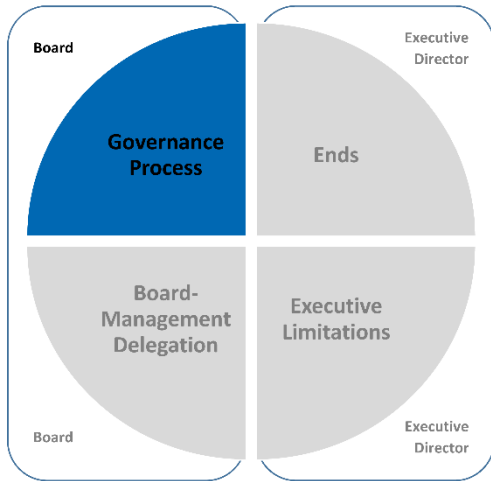 Board
Executive
Director
Governance
Process
Ends
Board-
Management
Delegation
Executive
Limitations
Board
Executive
Director